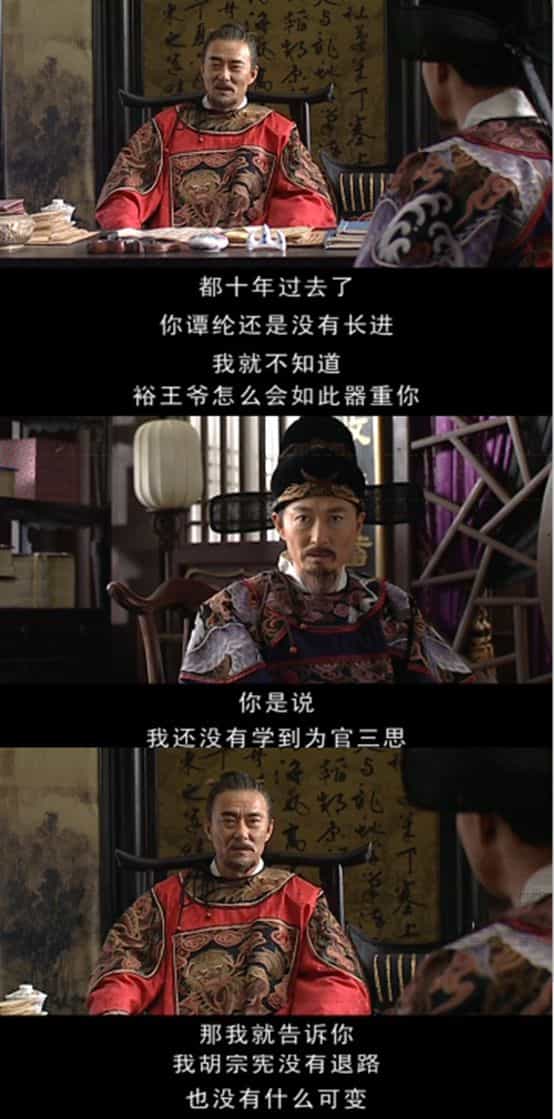 都十年过去了
你谭纶还是没有长进
我就不知道
裕王爷怎么会如此器重你
你是说
我还没有学到为官三思
那我就告诉你
我胡宗宪没有退路
也没有什么可变